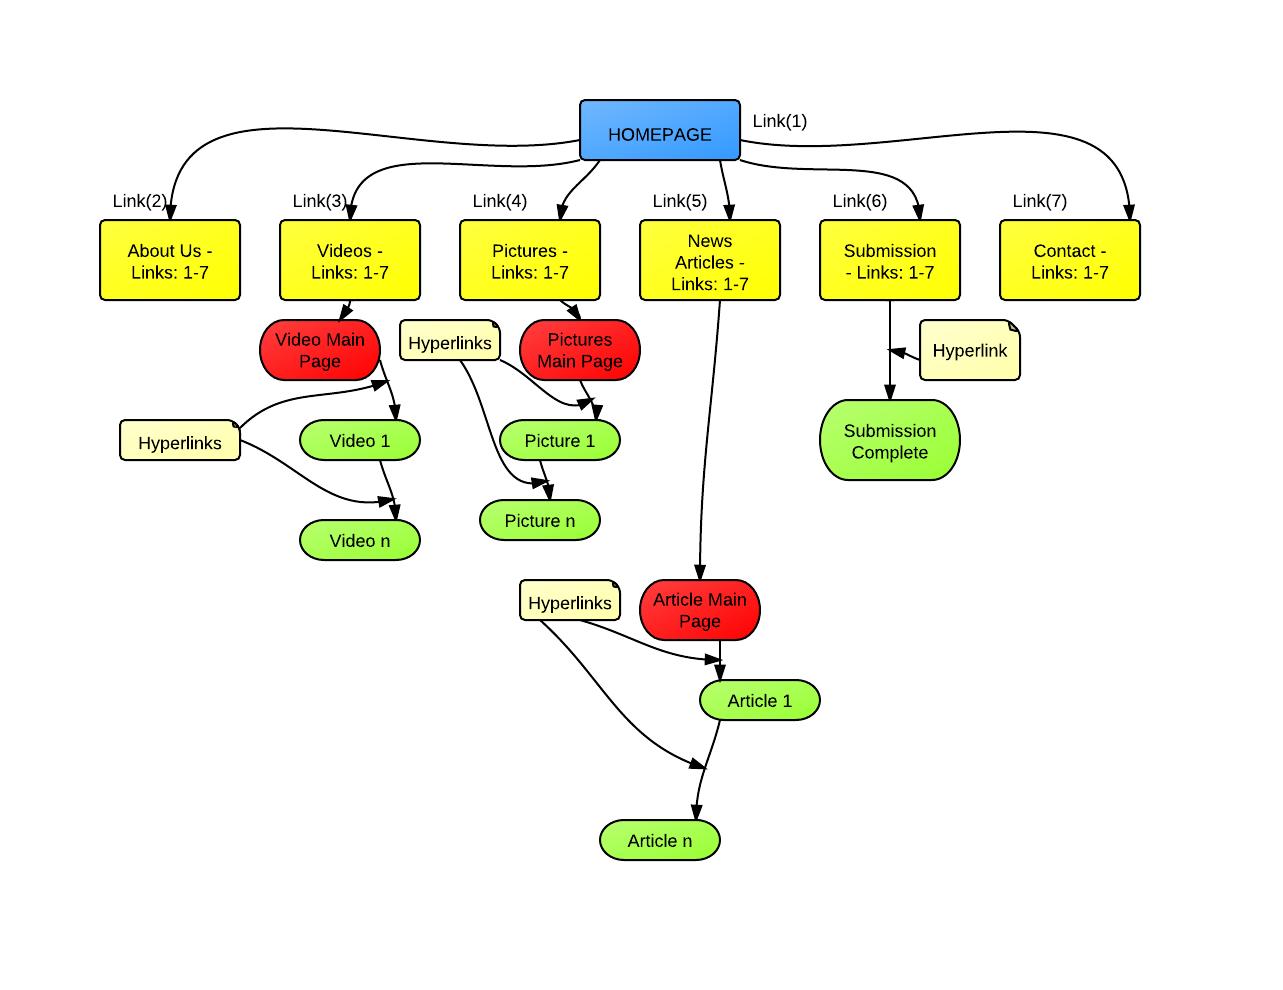 HOMEPAGE
Link(1)
Link(2)
Link(3)
Link(4)
Link(5)
Link(6)
Link(7)
About Us -
Links: 1-7
Videos -
Links: 1-7
Pictures -
Links: 1-7
News
Articles -
Links: 1-7
Submission
- Links: 1-7
Contact -
Links: 1-7
Video Main
Page
Hyperlinks
Pictures
Main Page
Hyperlink
Hyperlinks
Video 1
Picture 1
Submission
Complete
Picture n
Video n
Hyperlinks
Article Main
Page
Article 1
Article n